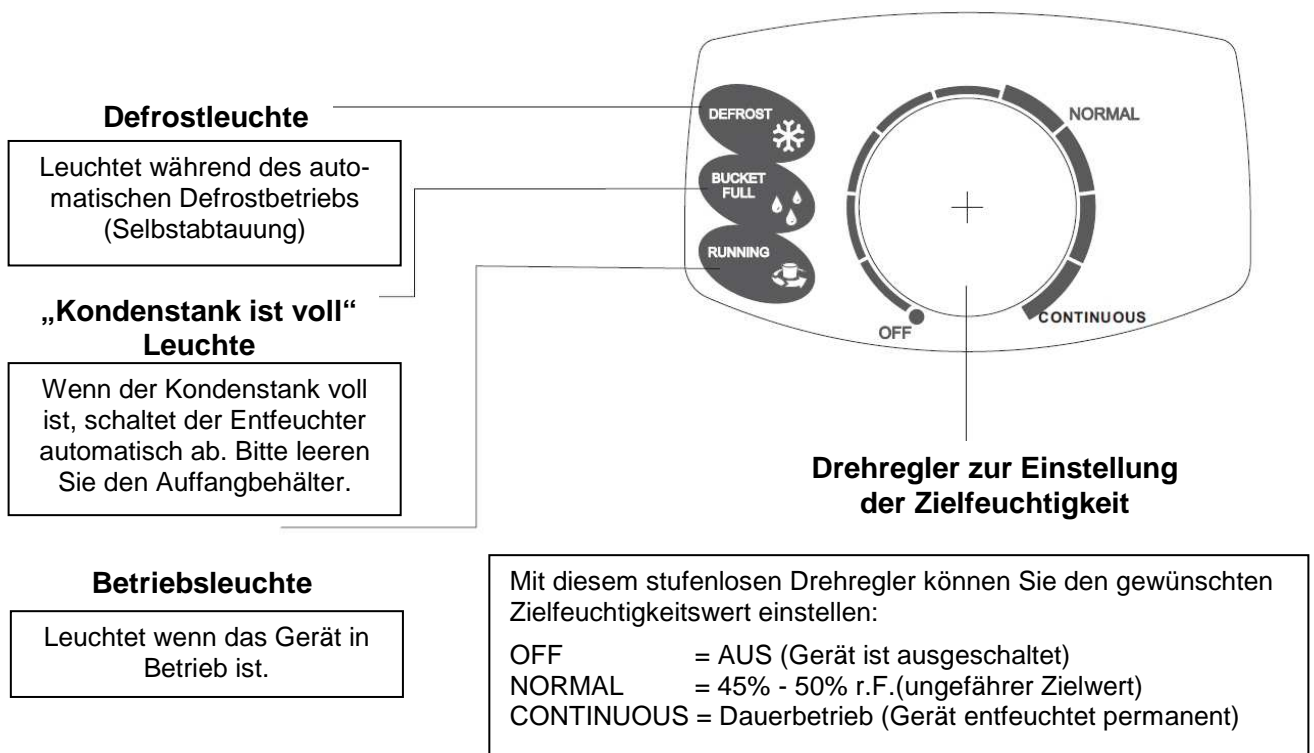 Defrostleuchte
Leuchtet während des auto-
matischen Defrostbetriebs
(Selbstabtauung)
„Kondenstank ist voll“
Leuchte
Wenn der Kondenstank voll
ist, schaltet der Entfeuchter
automatisch ab. Bitte leeren
Sie den Auffangbehälter.
Betriebsleuchte
Leuchtet wenn das Gerät in
Betrieb ist.
DEFROST
BUCKET
FULL
RUNNING
NORMAL
CONTINUOUS
OFF
Drehregler zur Einstellung
der Zielfeuchtigkeit
Mit diesem stufenlosen Drehregler können Sie den gewünschten
Zielfeuchtigkeitswert einstellen:
OFF = AUS (Gerät ist ausgeschaltet)
NORMAL = 45% - 50% r.F.(ungefährer Zielwert)
CONTINUOUS = Dauerbetrieb (Gerät entfeuchtet permanent)